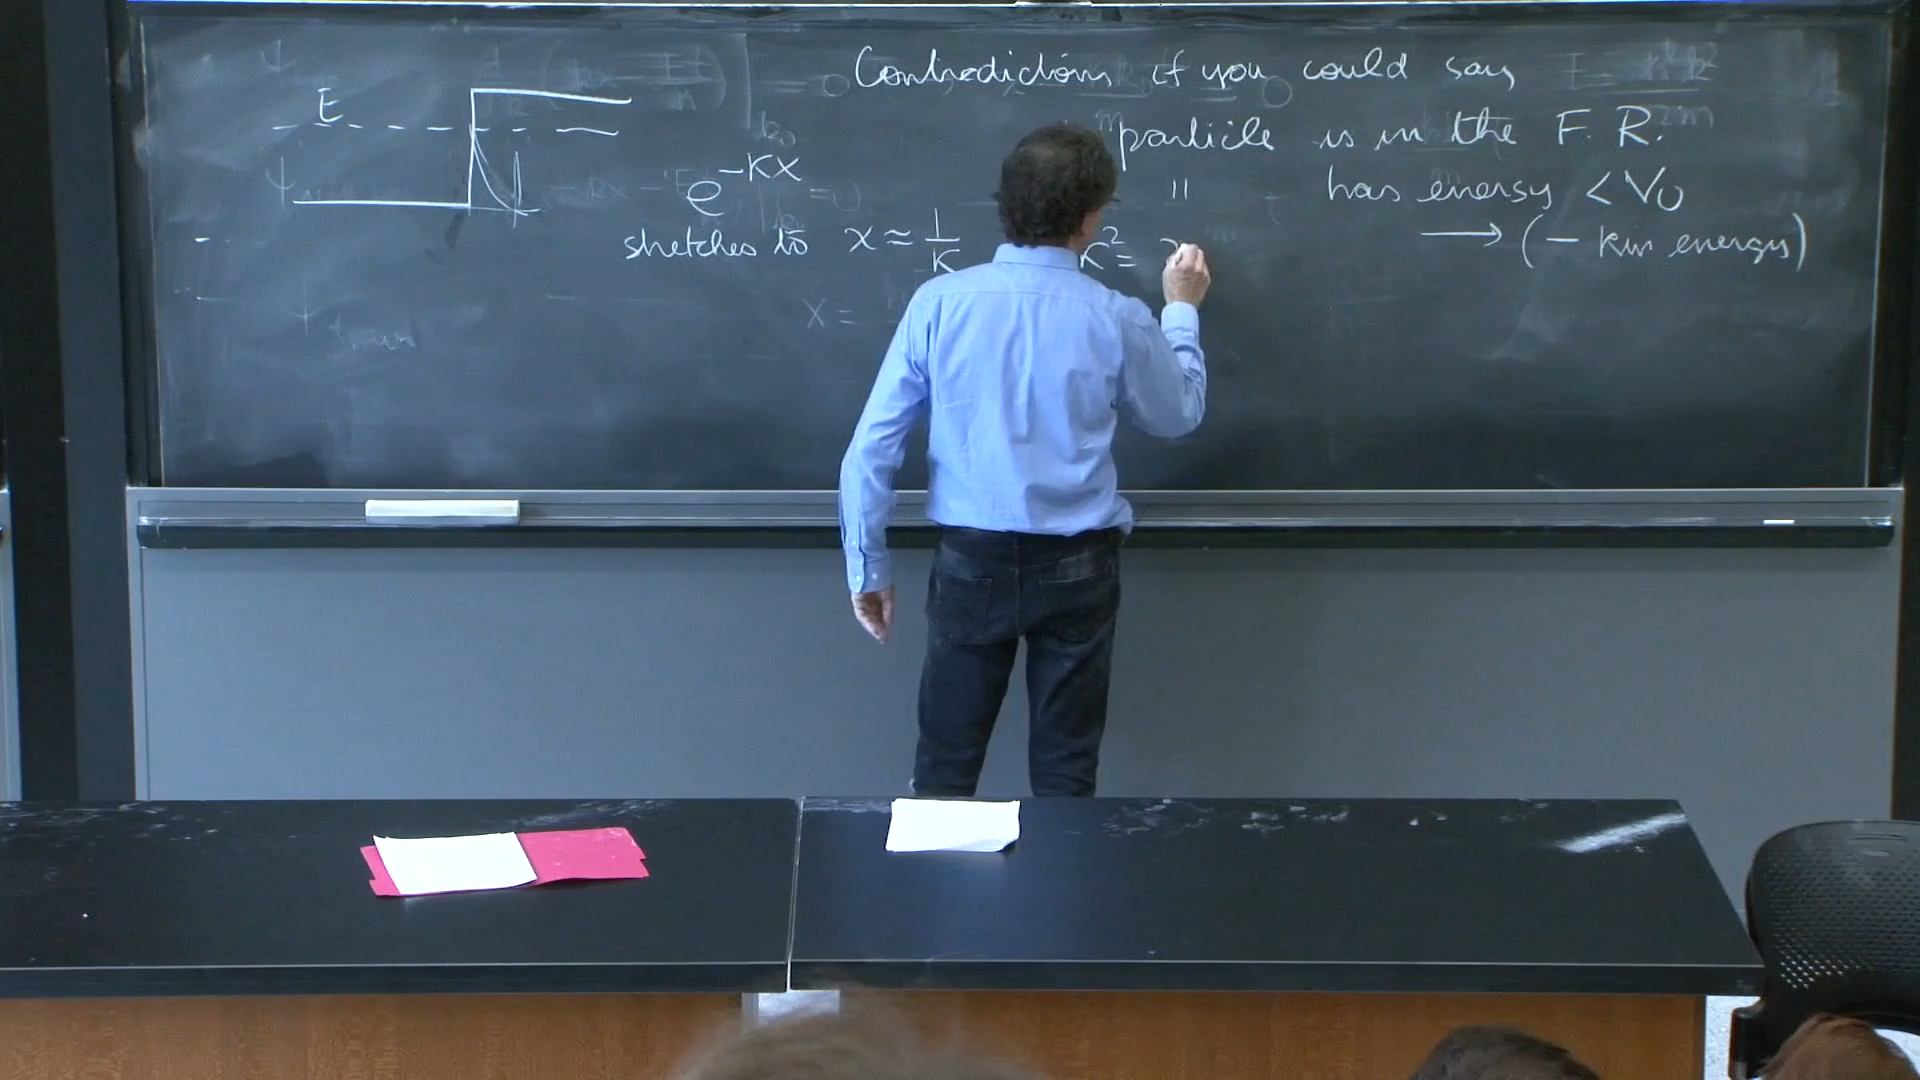 E
Contradictions if you could say
particle is in the F.R.
" has energy < V₀
→ (- kin energy)
e^{-κx}
stretches to x ≈ 1/κ
κ² =
x =